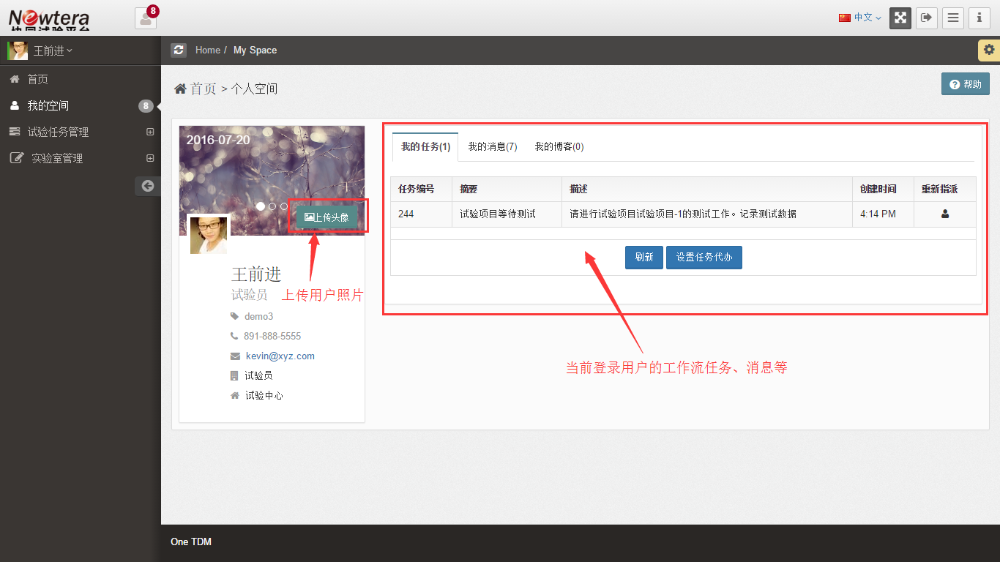 Newtera
协同试验平台
8
中文
王前进
Home / My Space
首页
我的空间 8
试验任务管理
实验室管理
首页 > 个人空间
帮助
2016-07-20
上传头像
王前进
试验员
上传用户照片
demo3
891-888-5555
kevin@xyz.com
试验员
试验中心
我的任务(1) 我的消息(7) 我的博客(0)
任务编号 摘要 描述 创建时间 重新指派
244 试验项目等待测试 请进行试验项目试验项目-1的测试工作。记录测试数据 4:14 PM
刷新 设置任务代办
当前登录用户的工作流任务、消息等
One TDM